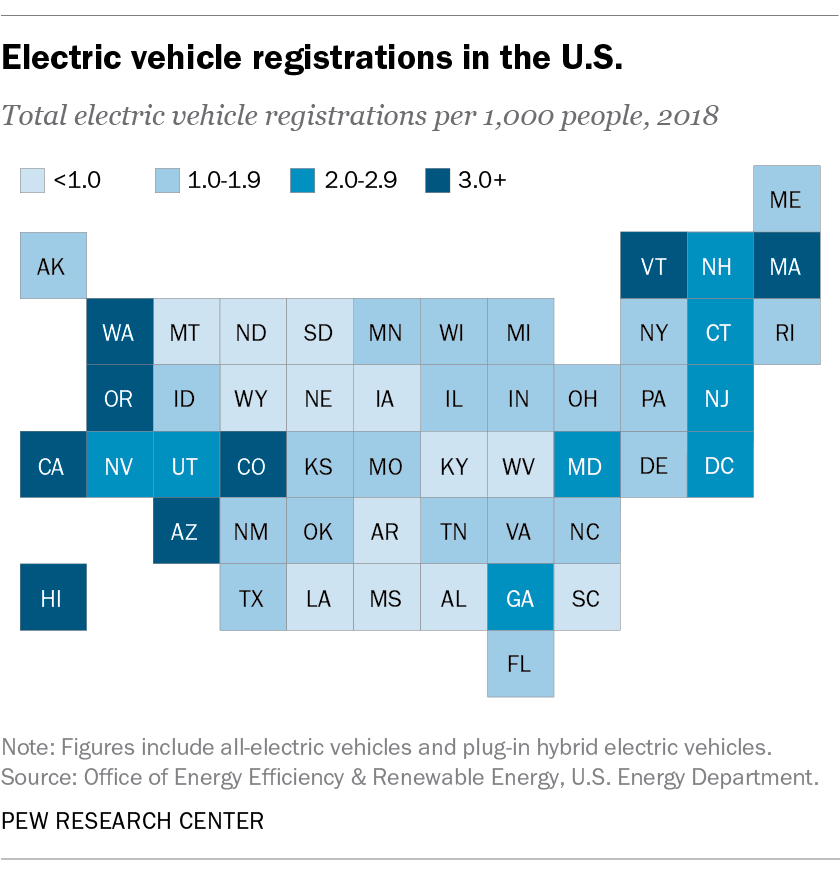 Electric vehicle registrations in the U.S.
Total electric vehicle registrations per 1,000 people, 2018
<1.0 1.0-1.9 2.0-2.9 3.0+
ME
AK VT NH MA
WA MT ND SD MN WI MI NY CT RI
OR ID WY NE IA IL IN OH PA NJ
CA NV UT CO KS MO KY WV MD DE DC
AZ NM OK AR TN VA NC
HI TX LA MS AL GA SC
FL
Note: Figures include all-electric vehicles and plug-in hybrid electric vehicles.
Source: Office of Energy Efficiency & Renewable Energy, U.S. Energy Department.
PEW RESEARCH CENTER